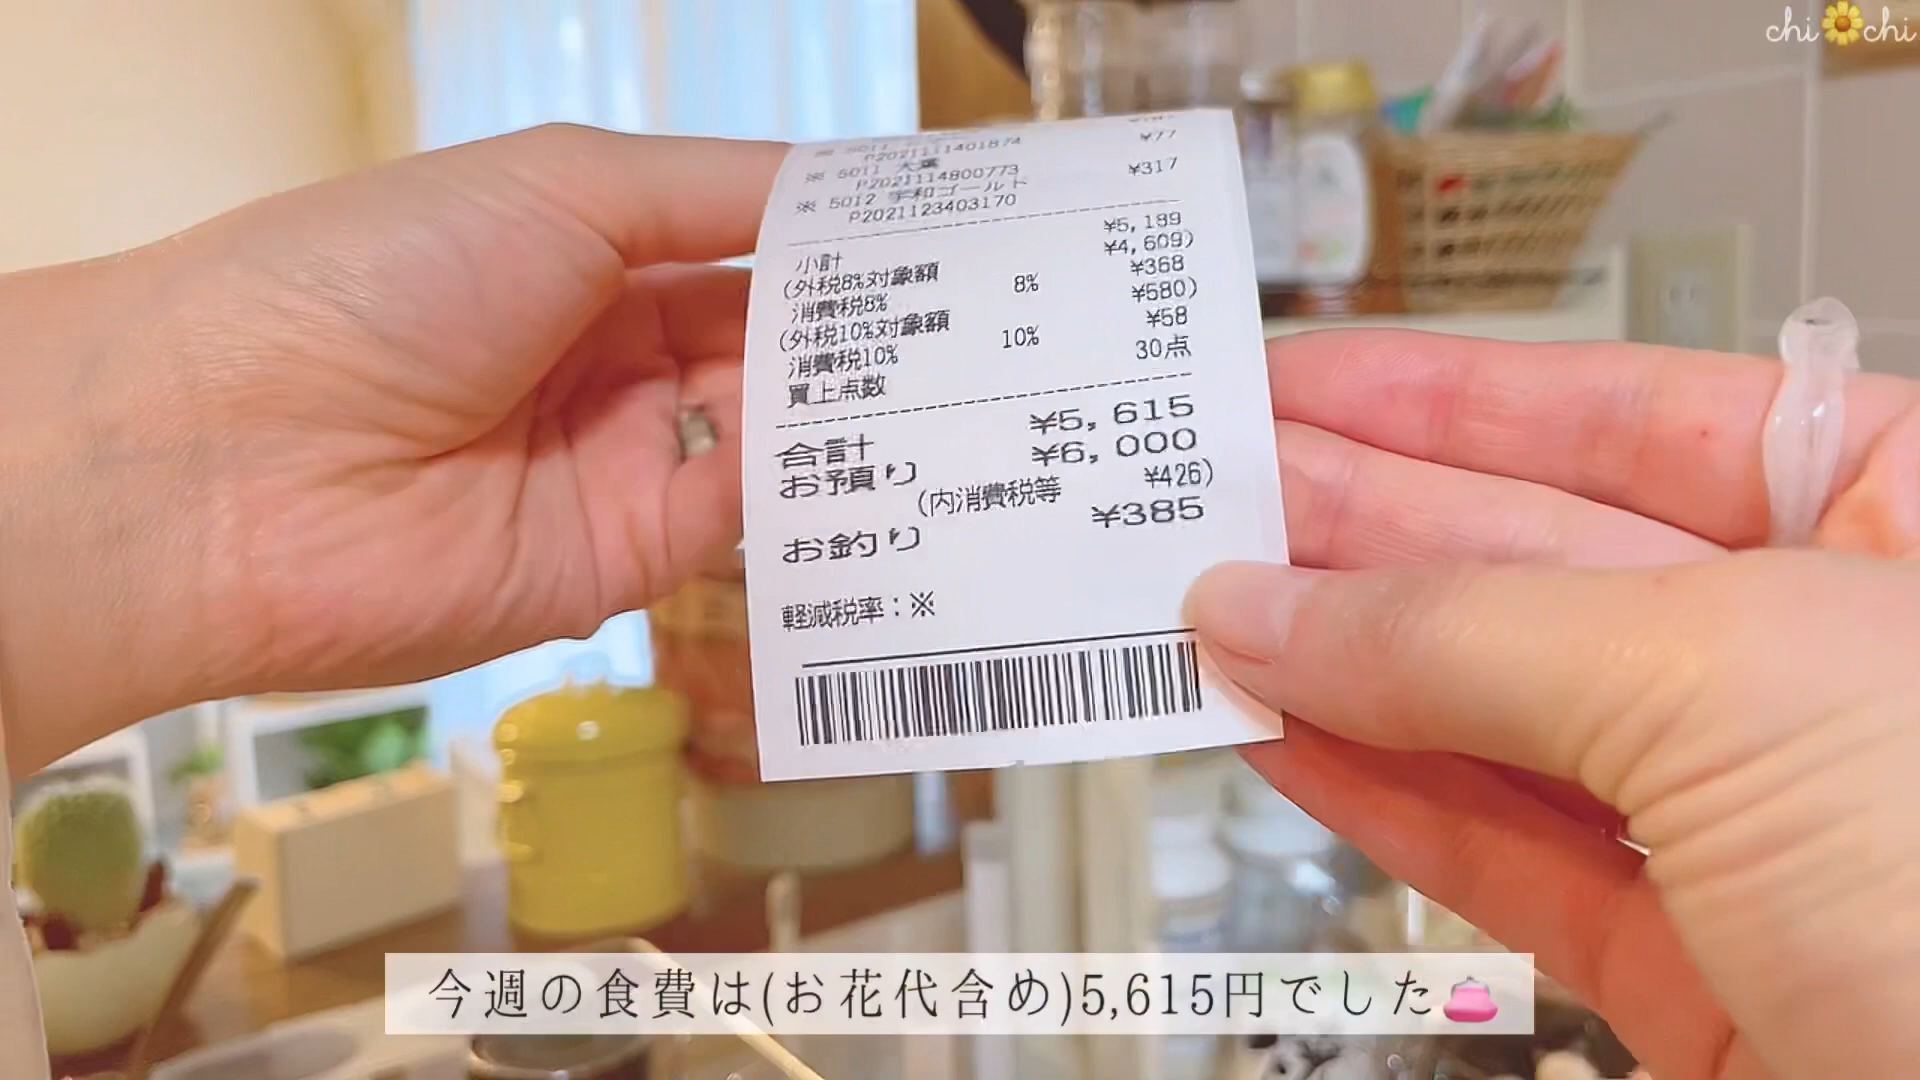 chi chi
¥77
P2021111401874
※ 5011 大葉 ¥317
P2021114800773
※ 5012 宇和ゴールド
P2021123403170
小計 ¥5,189
(外税8%対象額 ¥4,609)
消費税8% 8% ¥368
(外税10%対象額 ¥580)
消費税10% 10% ¥58
買上点数 30点
合計 ¥5,615
お預り ¥6,000
(内消費税等 ¥426)
お釣り ¥385
軽減税率:※
今週の食費は(お花代含め)5,615円でした